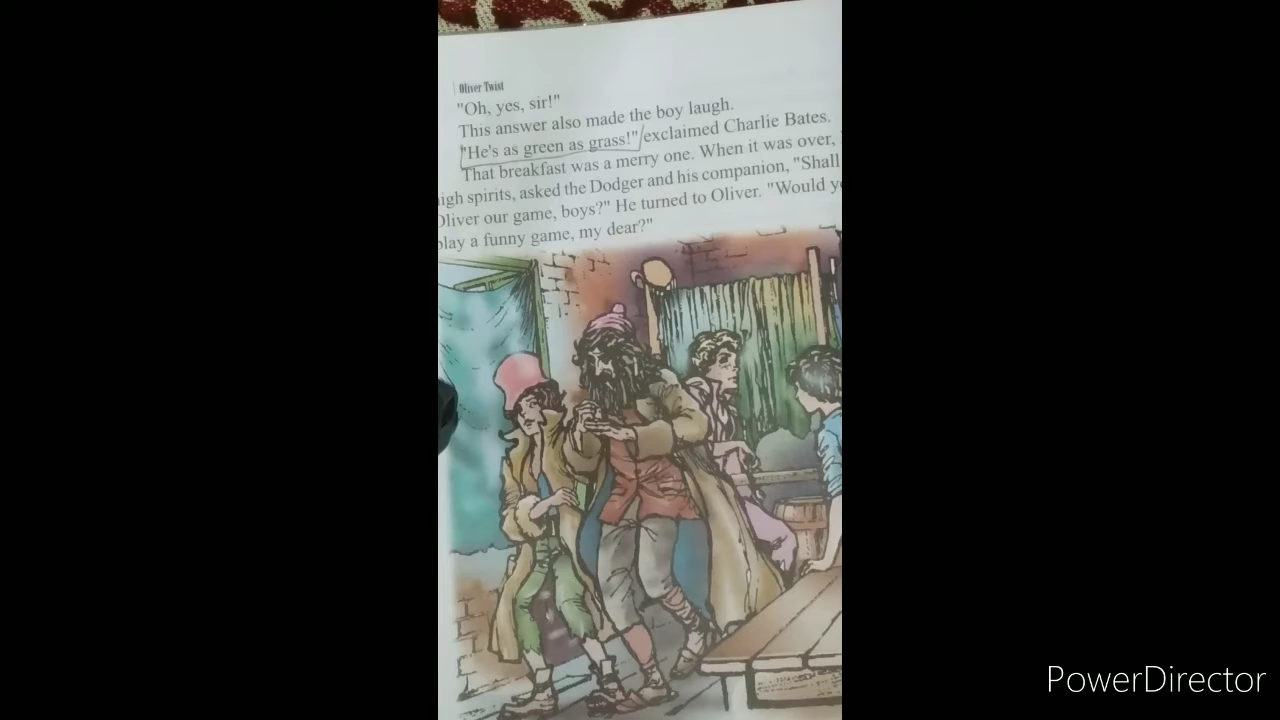 Oliver Twist
"Oh, yes, sir!"
This answer also made the boy laugh.
"He's as green as grass!" exclaimed Charlie Bates.
That breakfast was a merry one. When it was over,
igh spirits, asked the Dodger and his companion, "Shall
Oliver our game, boys?" He turned to Oliver. "Would y
play a funny game, my dear?"
PowerDirector